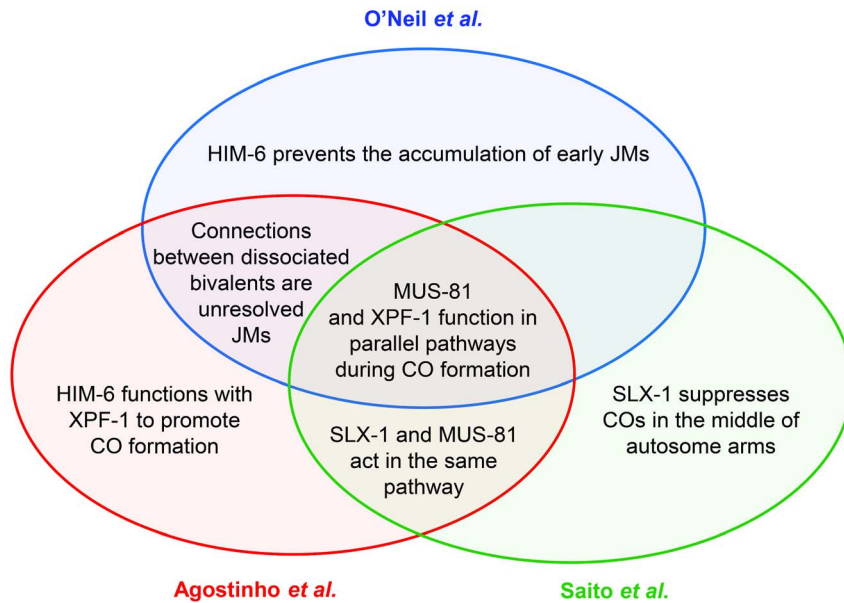 O'Neil et al.
HIM-6 prevents the accumulation of early JMs
Connections
between dissociated
bivalents are
unresolved
JMs
MUS-81
and XPF-1 function in
parallel pathways
during CO formation
HIM-6 functions with
XPF-1 to promote
CO formation
SLX-1 and MUS-81
act in the same
pathway
SLX-1 suppresses
COs in the middle of
autosome arms
Agostinho et al.
Saito et al.